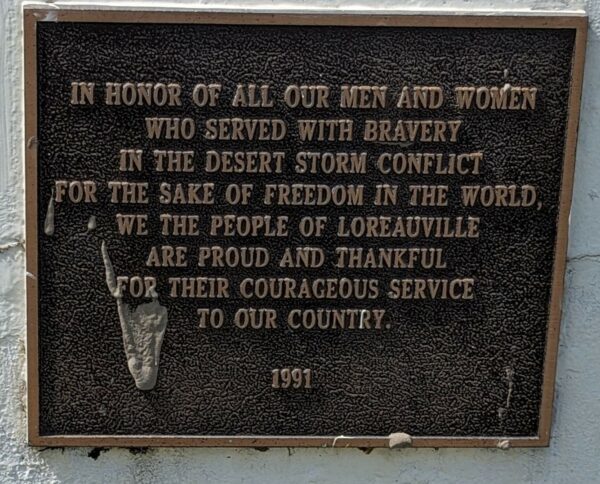 IN HONOR OF ALL OUR MEN AND WOMEN
WHO SERVED WITH BRAVERY
IN THE DESERT STORM CONFLICT
FOR THE SAKE OF FREEDOM IN THE WORLD,
WE THE PEOPLE OF LOREAUVILLE
ARE PROUD AND THANKFUL
FOR THEIR COURAGEOUS SERVICE
TO OUR COUNTRY.
1991